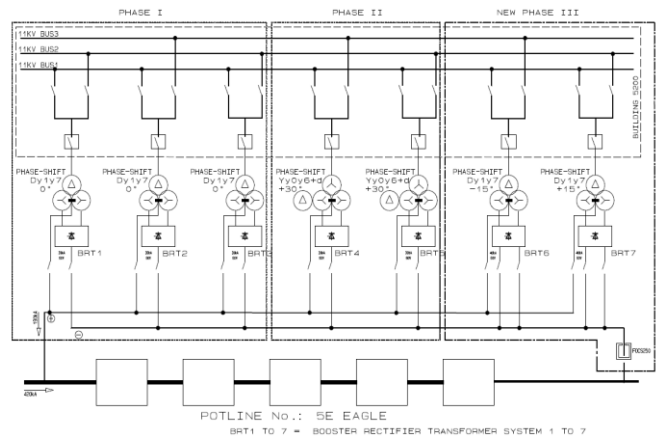 PHASE I PHASE II NEW PHASE III
11KV BUS3
11KV BUS2
11KV BUS1
BUILDING 5200
PHASE-SHIFT PHASE-SHIFT PHASE-SHIFT PHASE-SHIFT PHASE-SHIFT PHASE-SHIFT PHASE-SHIFT
Dy1y7 Dy1y7 Dy1y7 Yy0y6+d Yy0y6+d Dy1y7 Dy1y7
0° 0° 0° +30° +30° -15° +15°
BRT1 BRT2 BRT3 BRT4 BRT5 BRT6 BRT7
+
−
FOCS250
420kA
POTLINE No.: 5E EAGLE
BRT1 TO 7 = BOOSTER RECTIFIER TRANSFORMER SYSTEM 1 TO 7